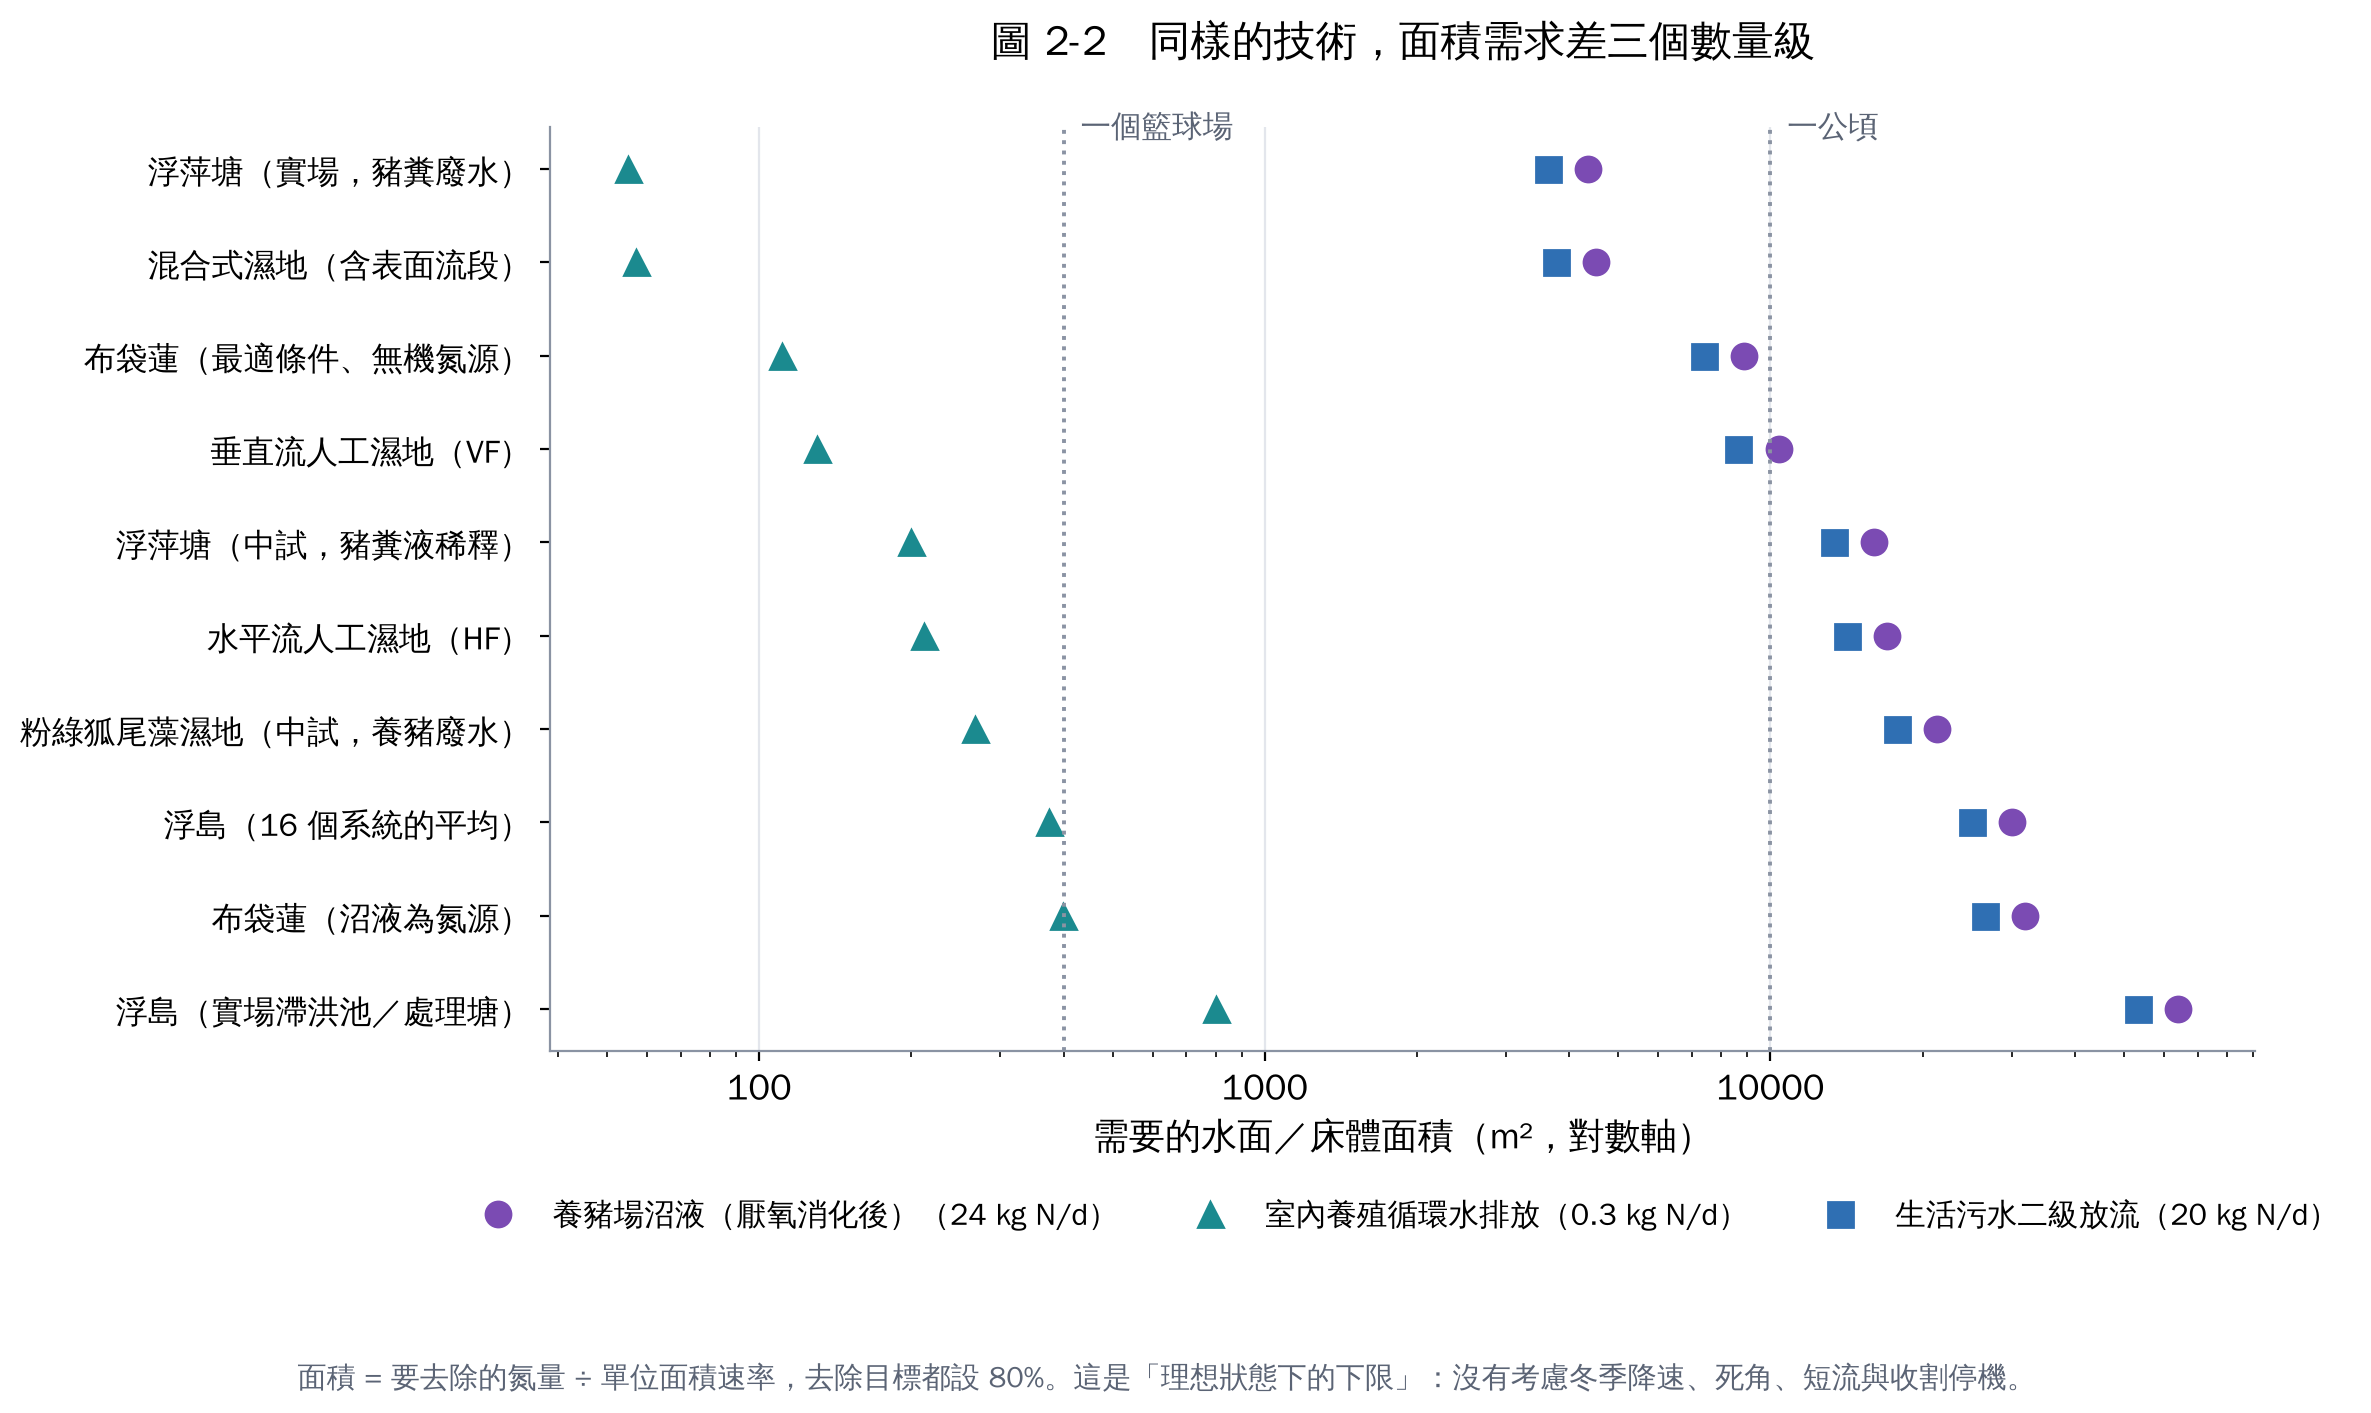 圖 2-2　同樣的技術，面積需求差三個數量級
一個籃球場
一公頃
浮萍塘（實場，豬糞廢水）
混合式濕地（含表面流段）
布袋蓮（最適條件、無機氮源）
垂直流人工濕地（VF）
浮萍塘（中試，豬糞液稀釋）
水平流人工濕地（HF）
粉綠狐尾藻濕地（中試，養豬廢水）
浮島（16 個系統的平均）
布袋蓮（沼液為氮源）
浮島（實場滯洪池／處理塘）
100
1000
10000
需要的水面／床體面積（m²，對數軸）
養豬場沼液（厭氧消化後）（24 kg N/d）
室內養殖循環水排放（0.3 kg N/d）
生活污水二級放流（20 kg N/d）
面積 = 要去除的氮量 ÷ 單位面積速率，去除目標都設 80%。這是「理想狀態下的下限」：沒有考慮冬季降速、死角、短流與收割停機。